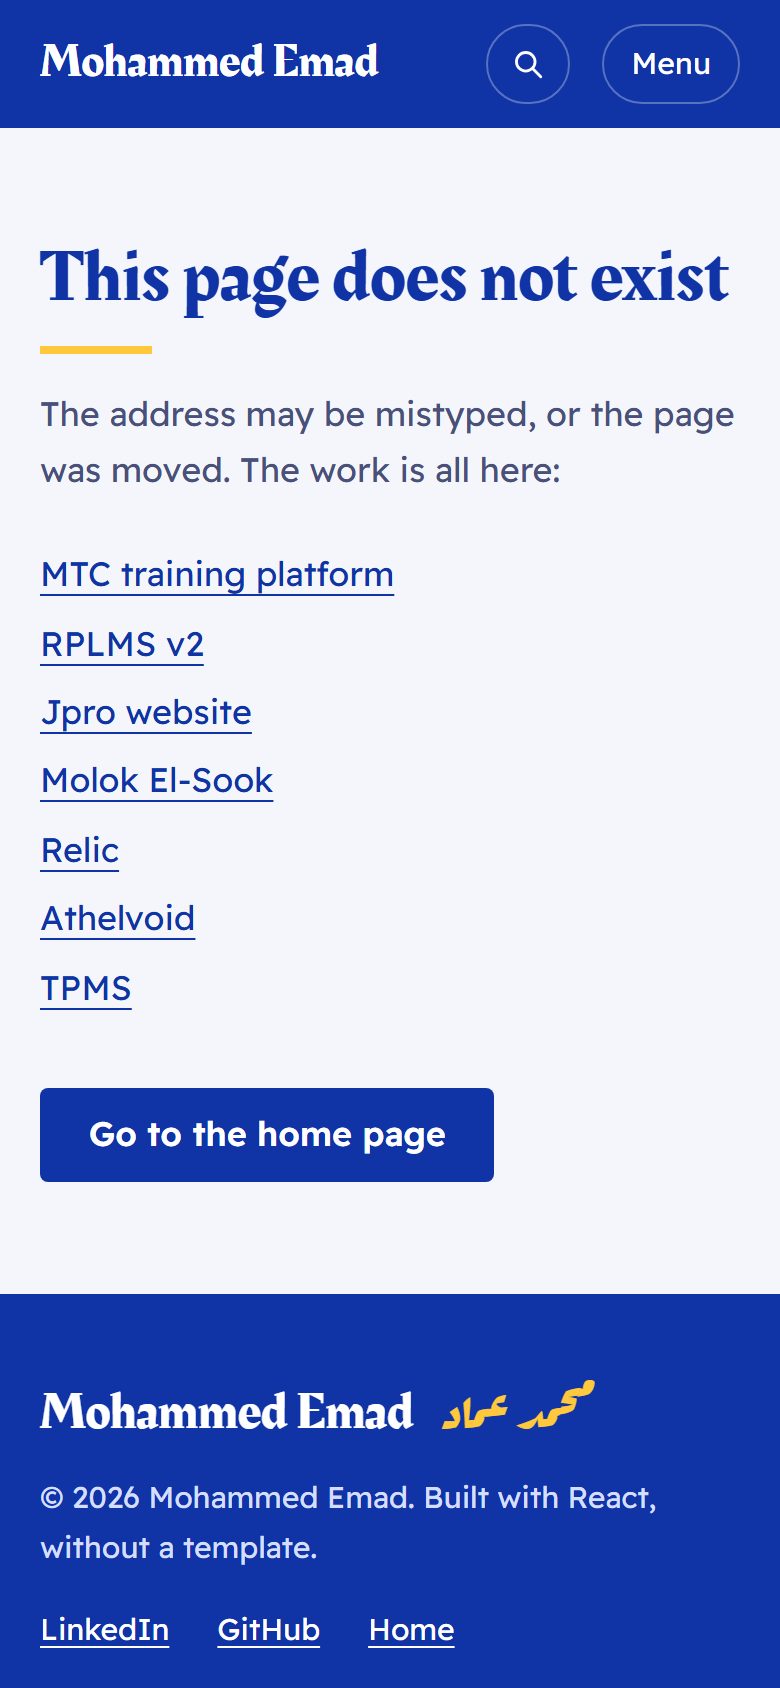 Mohammed Emad
Menu
This page does not exist
The address may be mistyped, or the page
was moved. The work is all here:
MTC training platform
RPLMS v2
Jpro website
Molok El-Sook
Relic
Athelvoid
TPMS
Go to the home page
Mohammed Emad محمد عماد
© 2026 Mohammed Emad. Built with React,
without a template.
LinkedIn GitHub Home